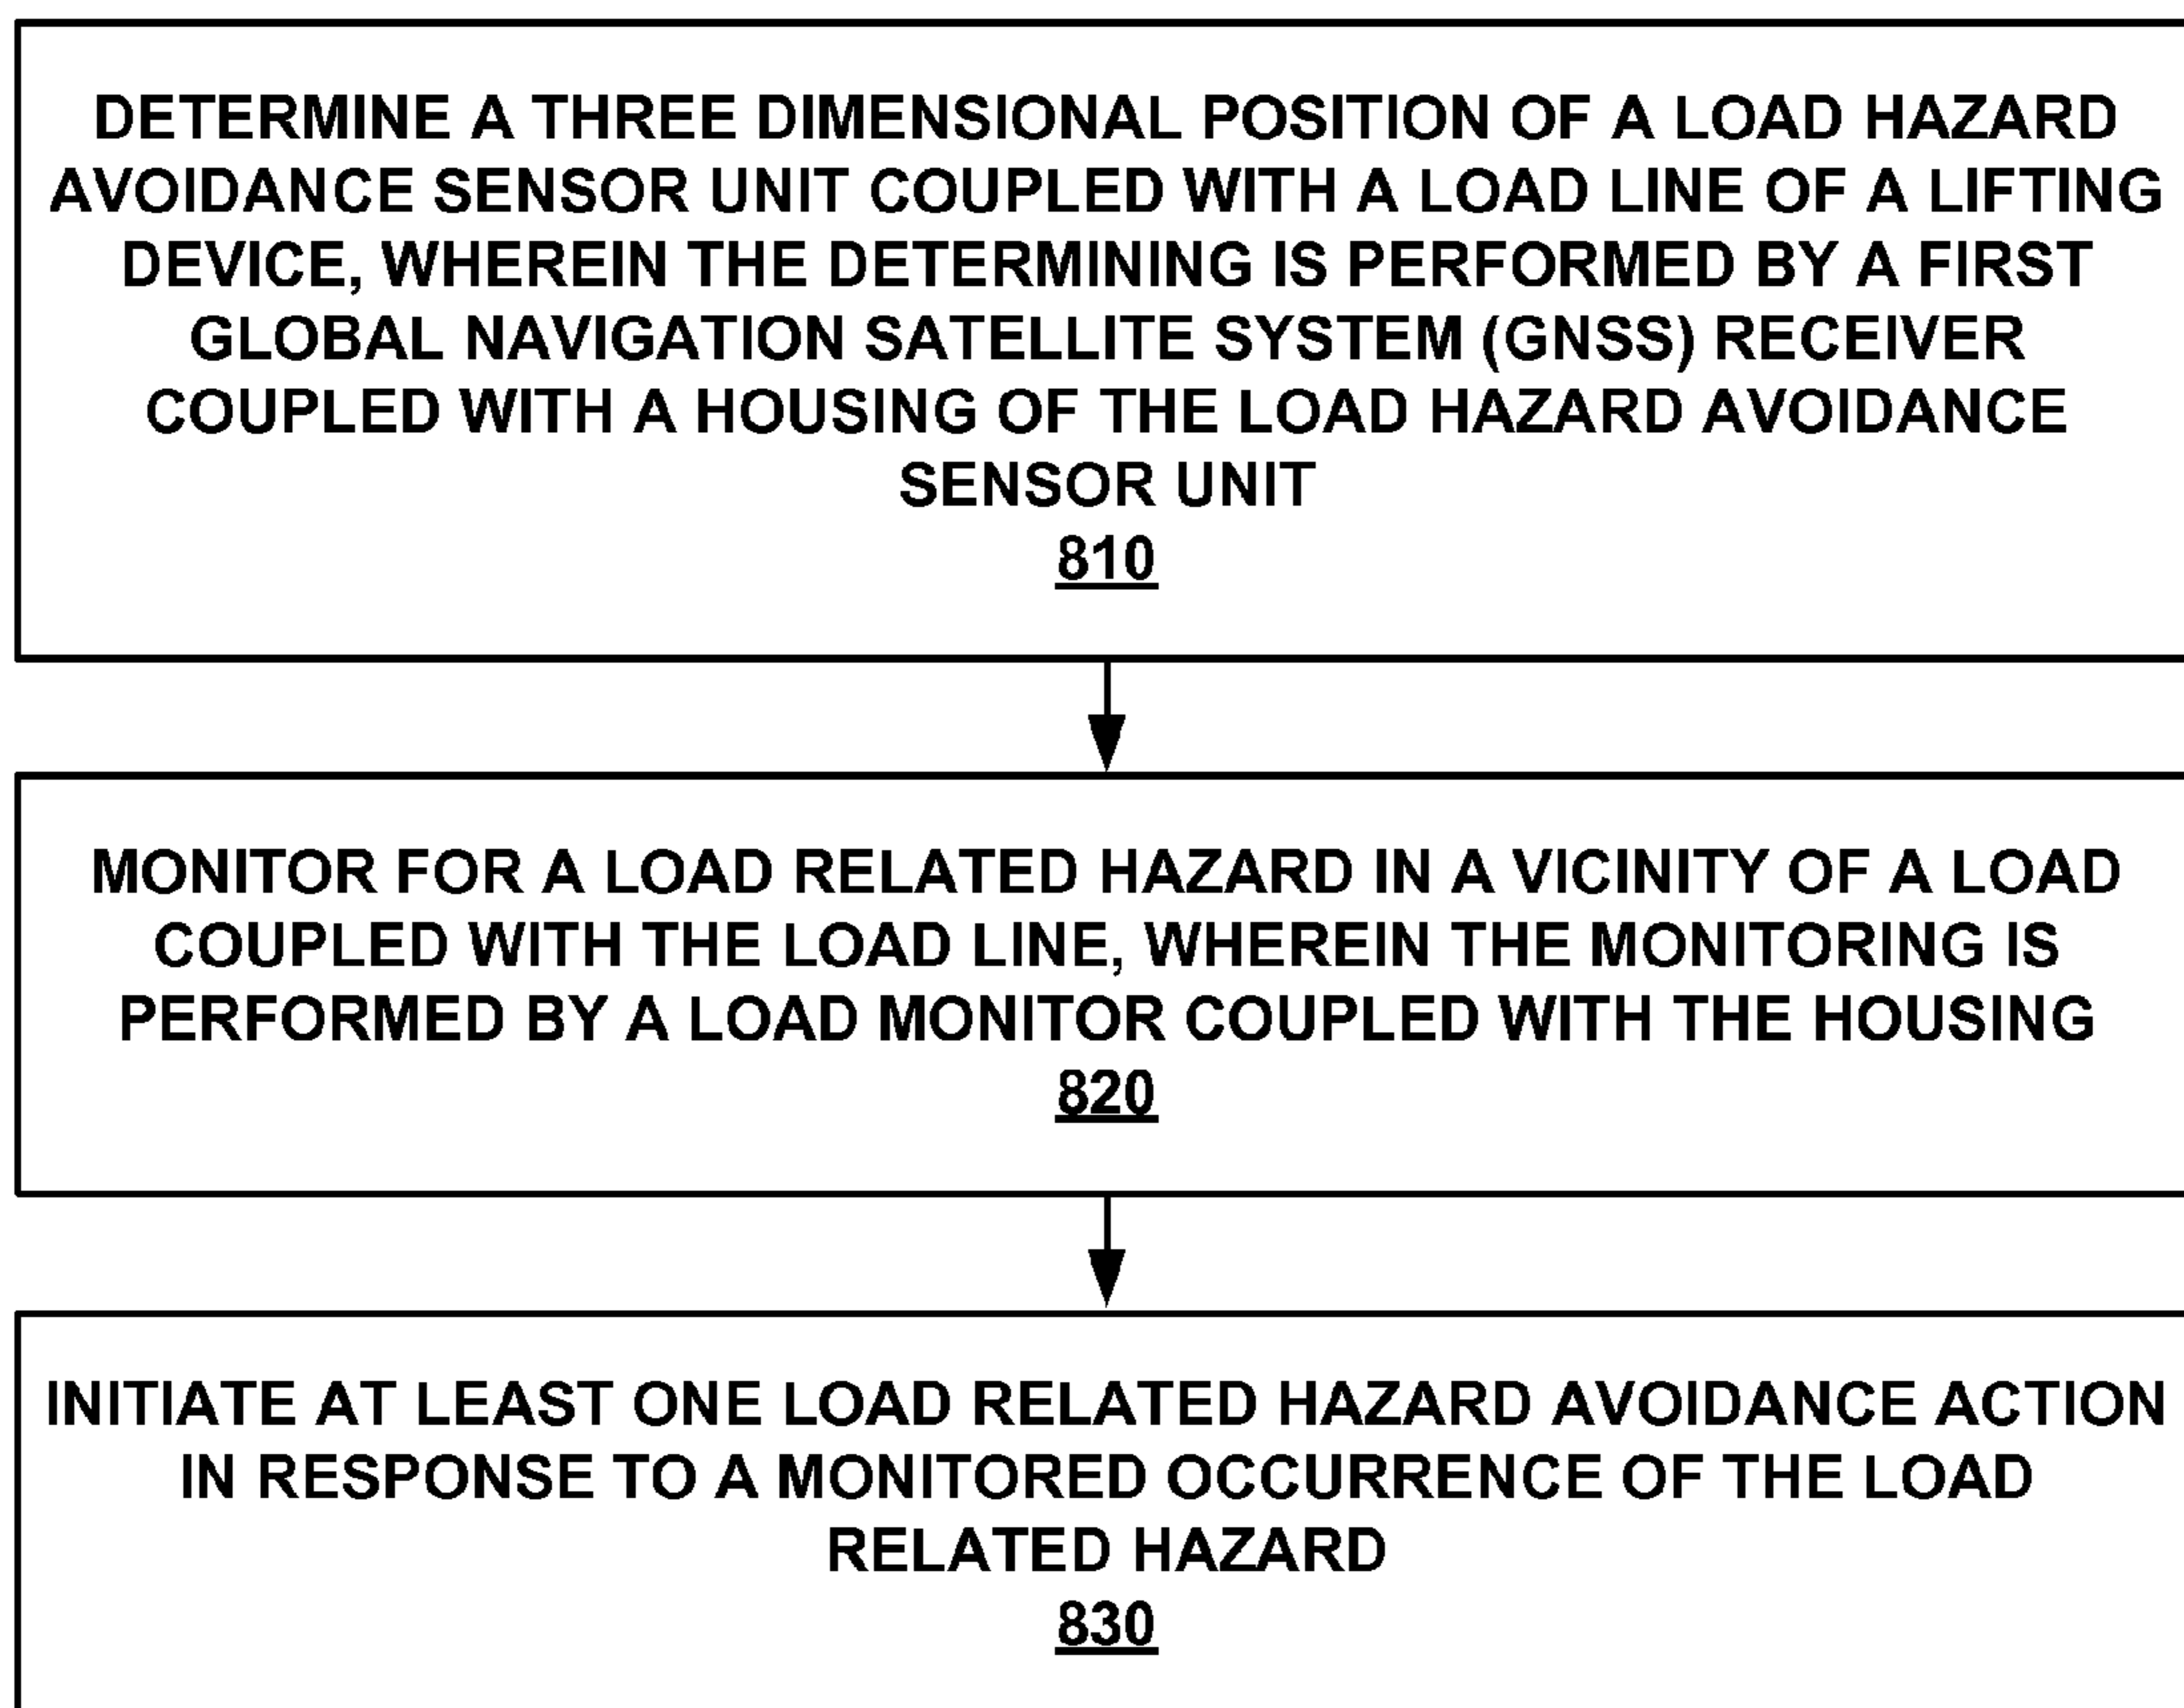 DETERMINE A THREE DIMENSIONAL POSITION OF A LOAD HAZARD
AVOIDANCE SENSOR UNIT COUPLED WITH A LOAD LINE OF A LIFTING
DEVICE, WHEREIN THE DETERMINING IS PERFORMED BY A FIRST
GLOBAL NAVIGATION SATELLITE SYSTEM (GNSS) RECEIVER
COUPLED WITH A HOUSING OF THE LOAD HAZARD AVOIDANCE
SENSOR UNIT
810
MONITOR FOR A LOAD RELATED HAZARD IN A VICINITY OF A LOAD
COUPLED WITH THE LOAD LINE, WHEREIN THE MONITORING IS
PERFORMED BY A LOAD MONITOR COUPLED WITH THE HOUSING
820
INITIATE AT LEAST ONE LOAD RELATED HAZARD AVOIDANCE ACTION
IN RESPONSE TO A MONITORED OCCURRENCE OF THE LOAD
RELATED HAZARD
830